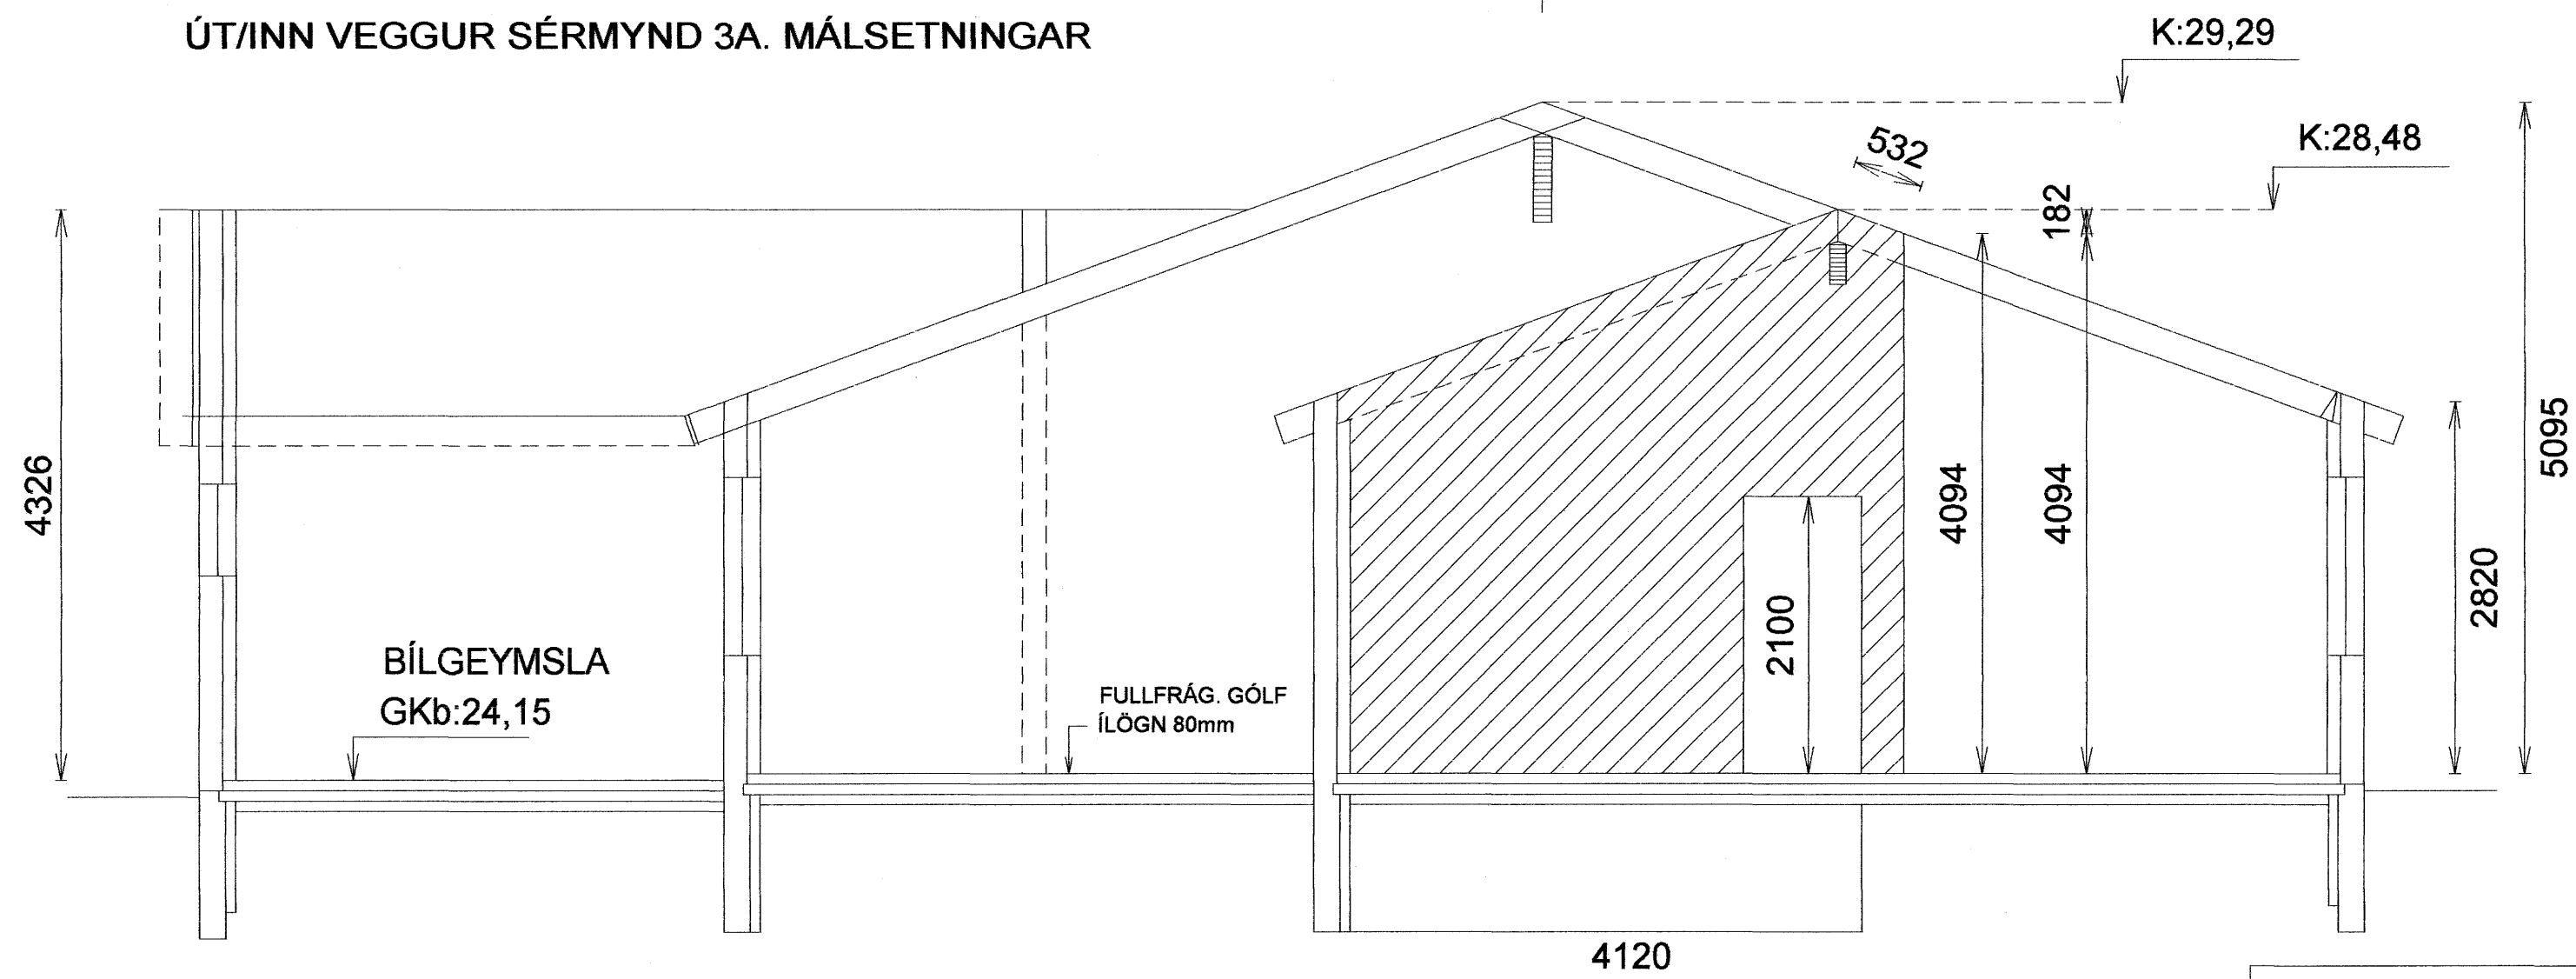 ÚT/INN VEGGUR SÉRMYND 3A. MÁLSETNINGAR
K:29,29
K:28,48
532
182
4326
4094
4094
5095
2820
2100
BÍLGEYMSLA
GKb:24,15
FULLFRÁG. GÓLF
ÍLÖGN 80mm
4120